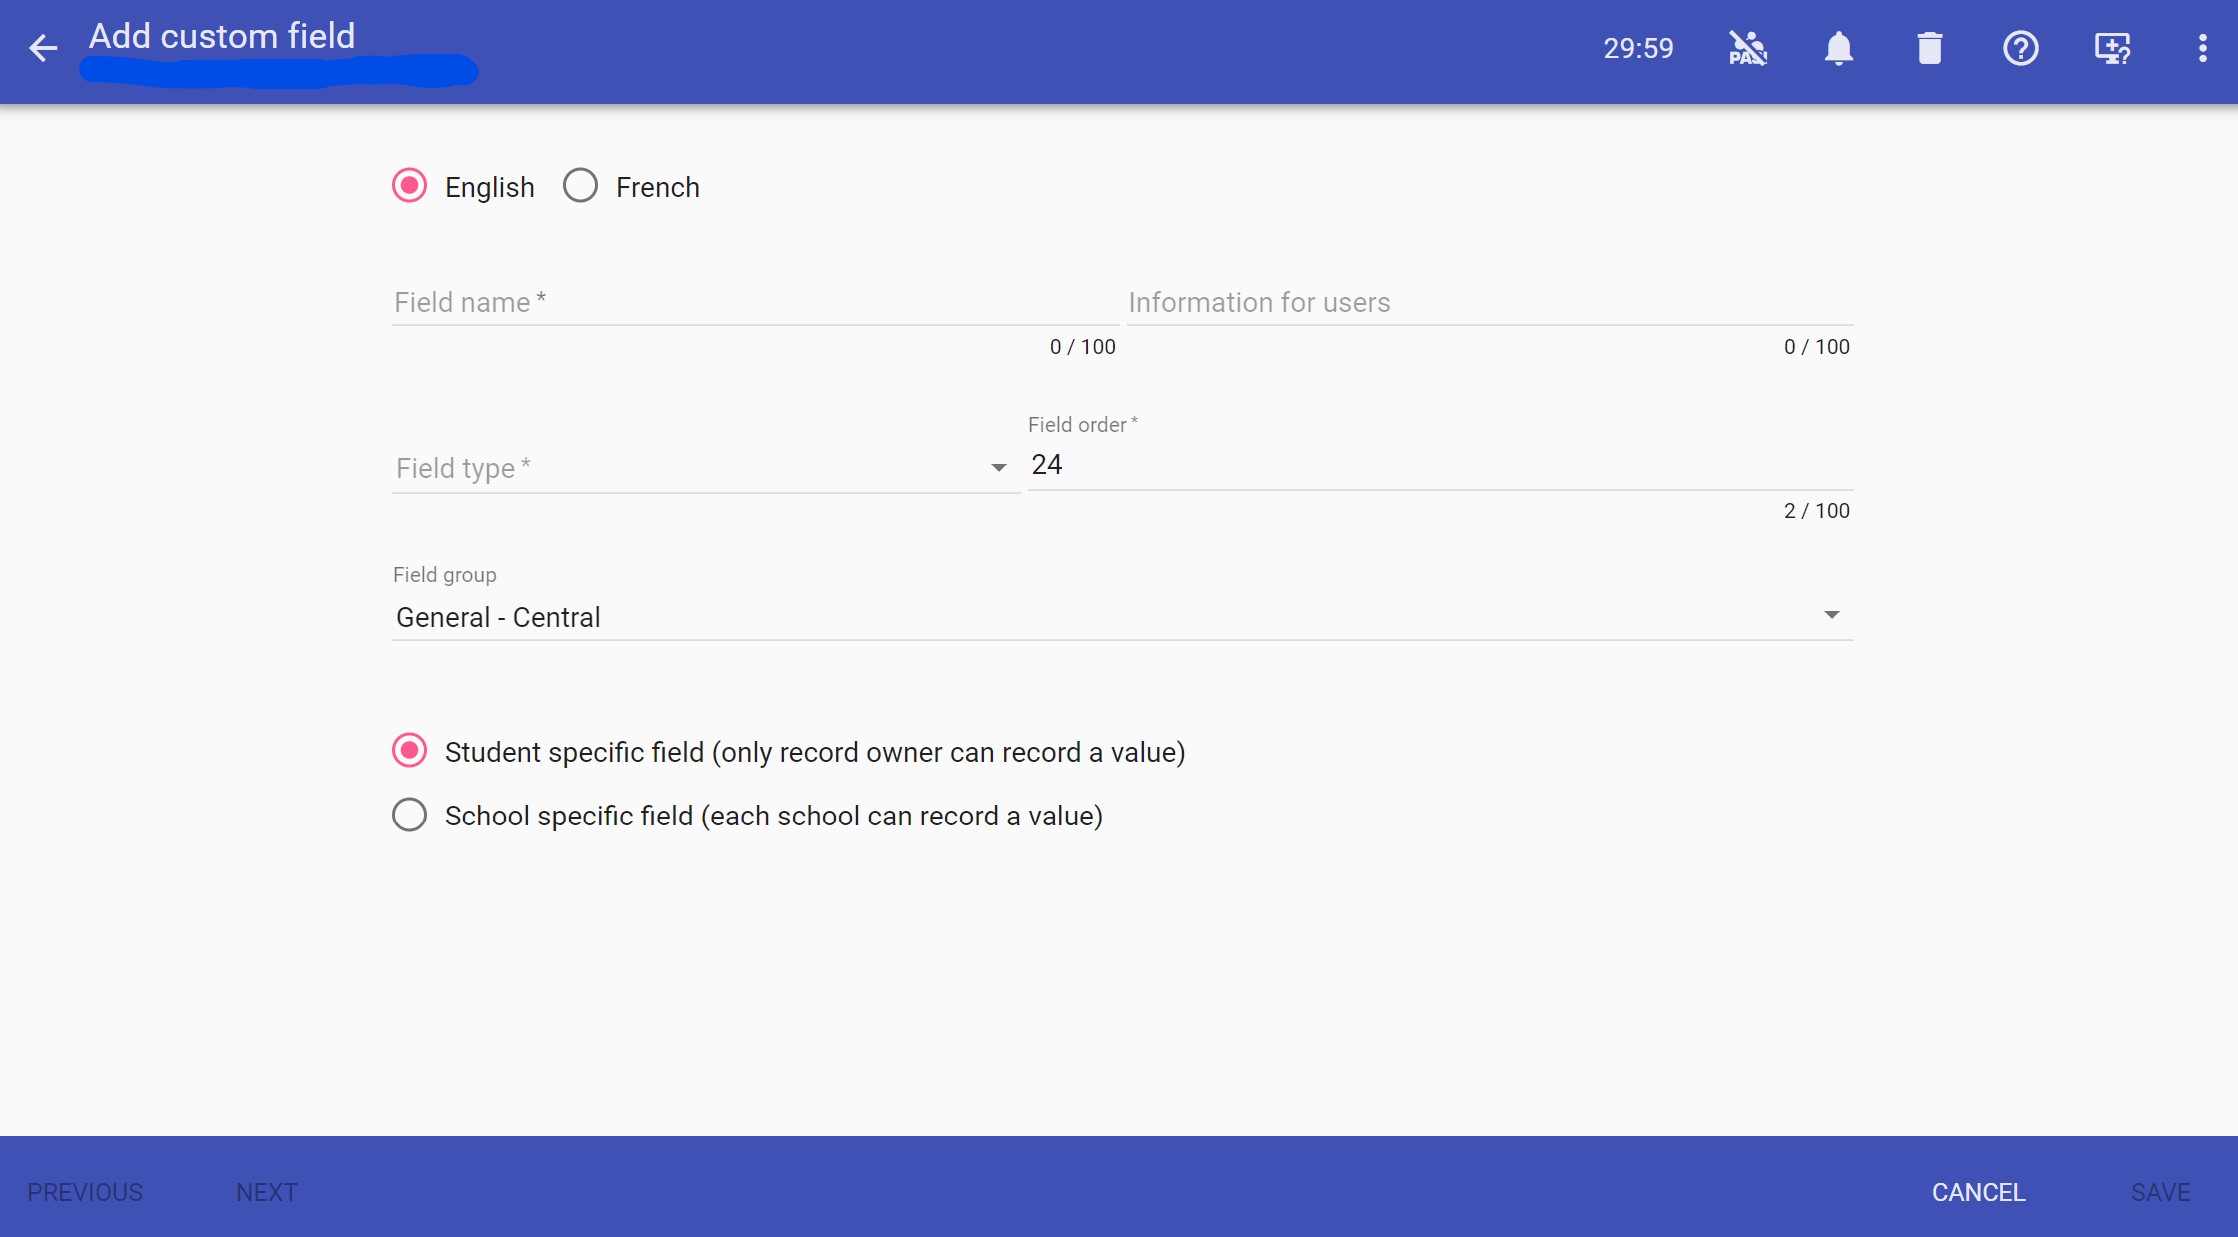 Add custom field
29:59
English
French
Field name *
Information for users
0 / 100
0 / 100
Field type *
Field order *
24
2 / 100
Field group
General - Central
Student specific field (only record owner can record a value)
School specific field (each school can record a value)
PREVIOUS
NEXT
CANCEL
SAVE